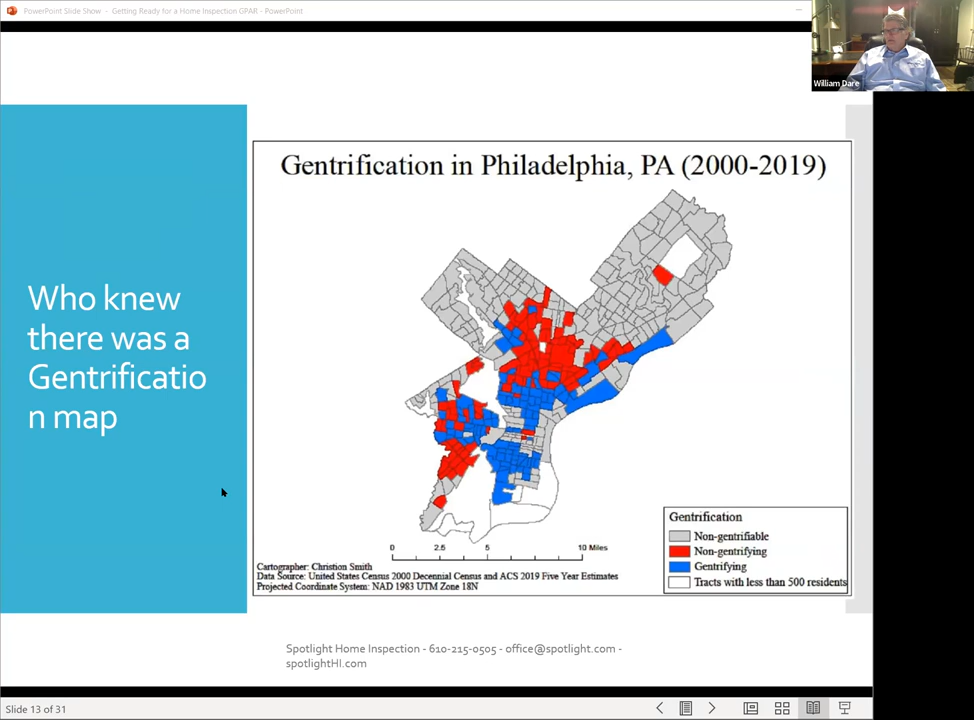 PowerPoint Slide Show - Getting Ready for a Home Inspection GPAR - PowerPoint
William Dare
Who knew
there was a
Gentrificatio
n map
Gentrification in Philadelphia, PA (2000-2019)
0 2.5 5 10 Miles
Cartographer: Christion Smith
Data Source: United States Census 2000 Decennial Census and ACS 2019 Five Year Estimates
Projected Coordinate System: NAD 1983 UTM Zone 18N
Gentrification
Non-gentrifiable
Non-gentrifying
Gentrifying
Tracts with less than 500 residents
Spotlight Home Inspection - 610-215-0505 - office@spotlight.com -
spotlightHI.com
Slide 13 of 31